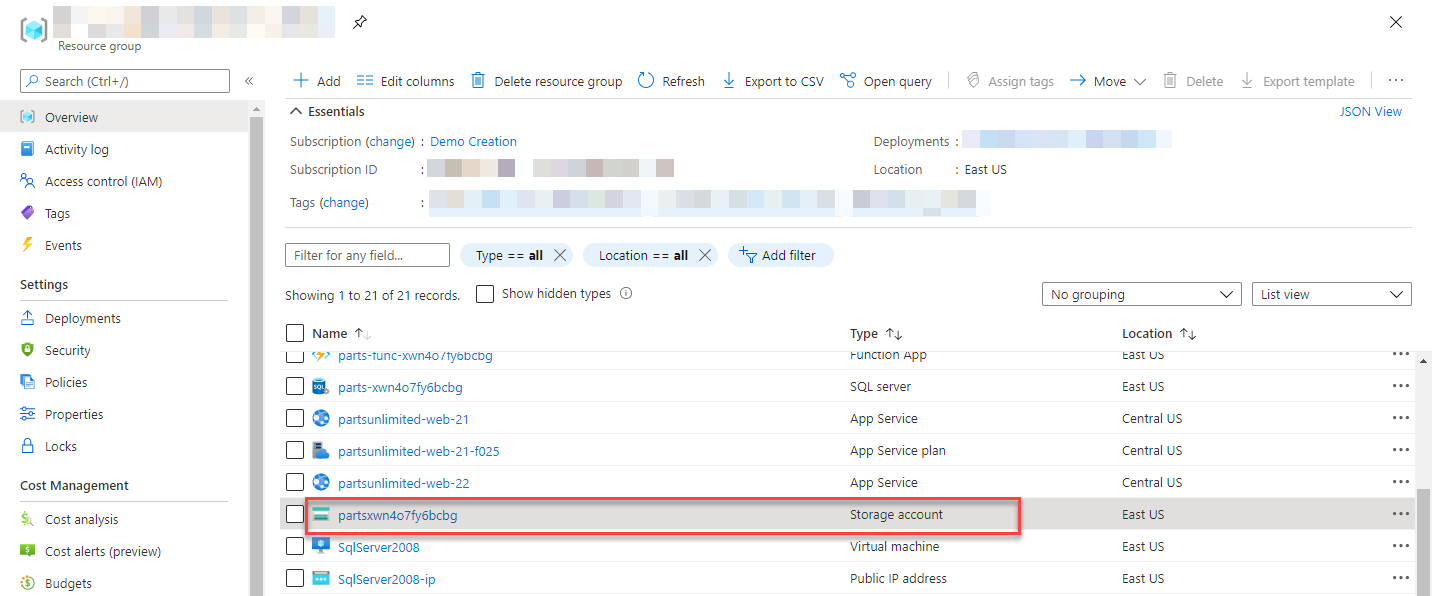 Resource group
Search (Ctrl+/)
«
Overview
Activity log
Access control (IAM)
Tags
Events
Settings
Deployments
Security
Policies
Properties
Locks
Cost Management
Cost analysis
Cost alerts (preview)
Budgets
Add Edit columns Delete resource group Refresh Export to CSV Open query Assign tags Move Delete Export template ...
Essentials JSON View
Subscription (change) : Demo Creation Deployments :
Subscription ID : Location : East US
Tags (change) :
Filter for any field... Type == all Location == all Add filter
Showing 1 to 21 of 21 records. Show hidden types No grouping List view
Name Type Location
parts-func-xwn4o7fy6bcbg Function App East US ...
parts-xwn4o7fy6bcbg SQL server East US ...
partsunlimited-web-21 App Service Central US ...
partsunlimited-web-21-f025 App Service plan Central US ...
partsunlimited-web-22 App Service Central US ...
partsxwn4o7fy6bcbg Storage account East US ...
SqlServer2008 Virtual machine East US ...
SqlServer2008-ip Public IP address East US ...